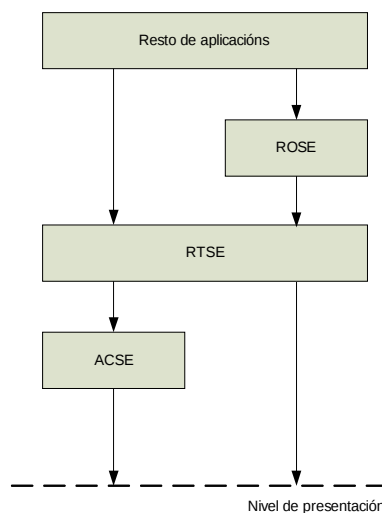 Resto de aplicacións
ROSE
RTSE
ACSE
Nivel de presentación